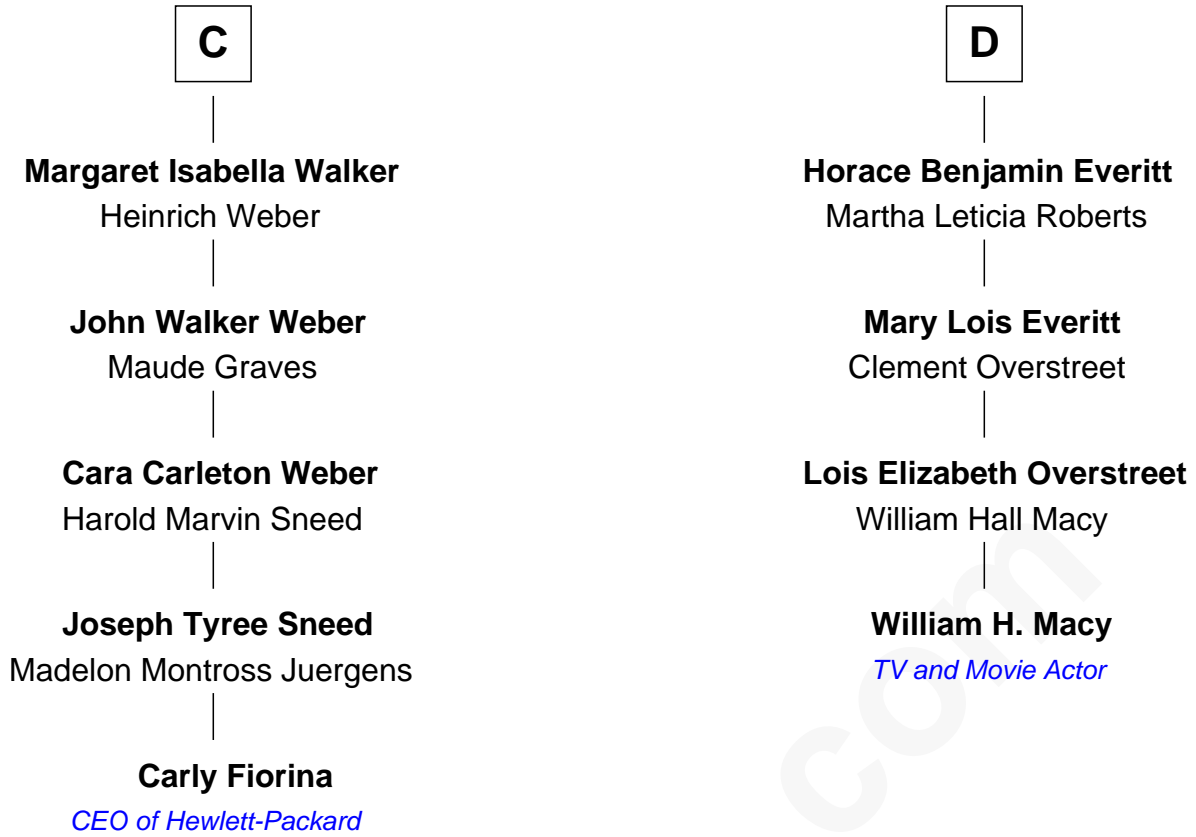 C
Margaret Isabella Walker
Heinrich Weber
John Walker Weber
Maude Graves
Cara Carleton Weber
Harold Marvin Sneed
Joseph Tyree Sneed
Madelon Montross Juergens
Carly Fiorina
CEO of Hewlett-Packard
D
Horace Benjamin Everitt
Martha Leticia Roberts
Mary Lois Everitt
Clement Overstreet
Lois Elizabeth Overstreet
William Hall Macy
William H. Macy
TV and Movie Actor
com